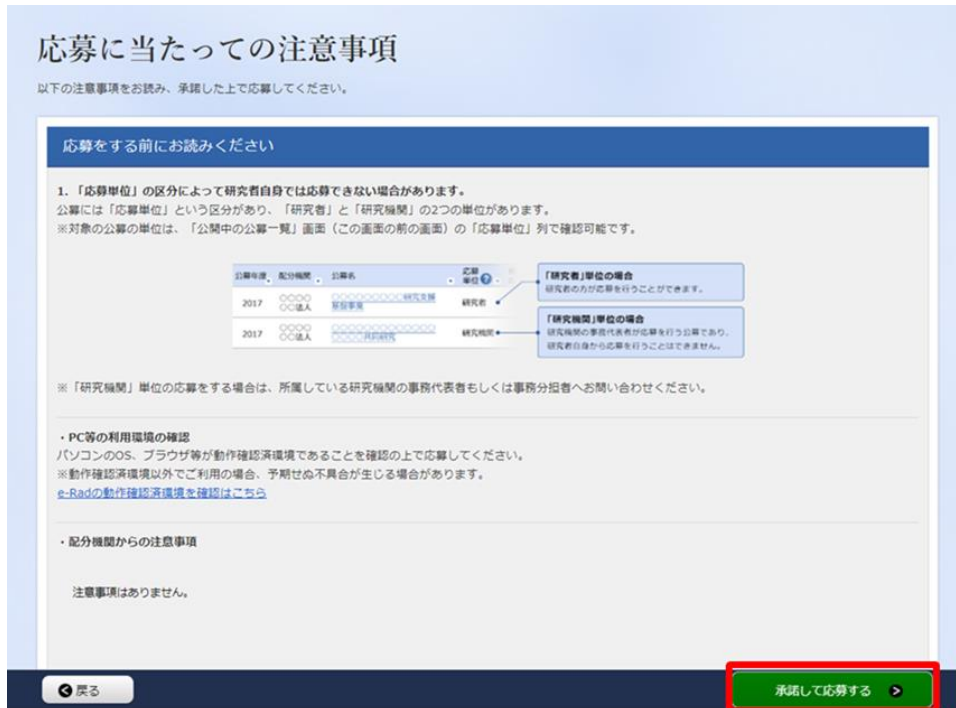 応募に当たっての注意事項
以下の注意事項をお読み、承諾した上で応募してください。
応募をする前にお読みください
1. 「応募単位」の区分によって研究者自身では応募できない場合があります。
公募には「応募単位」という区分があり、「研究者」と「研究機関」の2つの単位があります。
※対象の公募の単位は、「公開中の公募一覧」画面（この画面の前の画面）の「応募単位」列で確認可能です。
公募年度 配分機関 公募名 応募単位
2017 ○○○○○○法人 ○○○○○○○○○研究支援 研究者
2017 ○○○○○○法人 ○○○○共同研究 研究機関
「研究者」単位の場合
研究者の方が応募を行うことができます。
「研究機関」単位の場合
研究機関の事務代表者が応募を行う公募であり、
研究者自身から応募を行うことはできません。
※「研究機関」単位の応募をする場合は、所属している研究機関の事務代表者もしくは事務分担者へお問い合わせください。
・PC等の利用環境の確認
パソコンのOS、ブラウザ等が動作確認済環境であることを確認の上で応募してください。
※動作確認済環境以外でご利用の場合、予期せぬ不具合が生じる場合があります。
e-Radの動作確認済環境を確認はこちら
・配分機関からの注意事項
注意事項はありません。
戻る
承諾して応募する